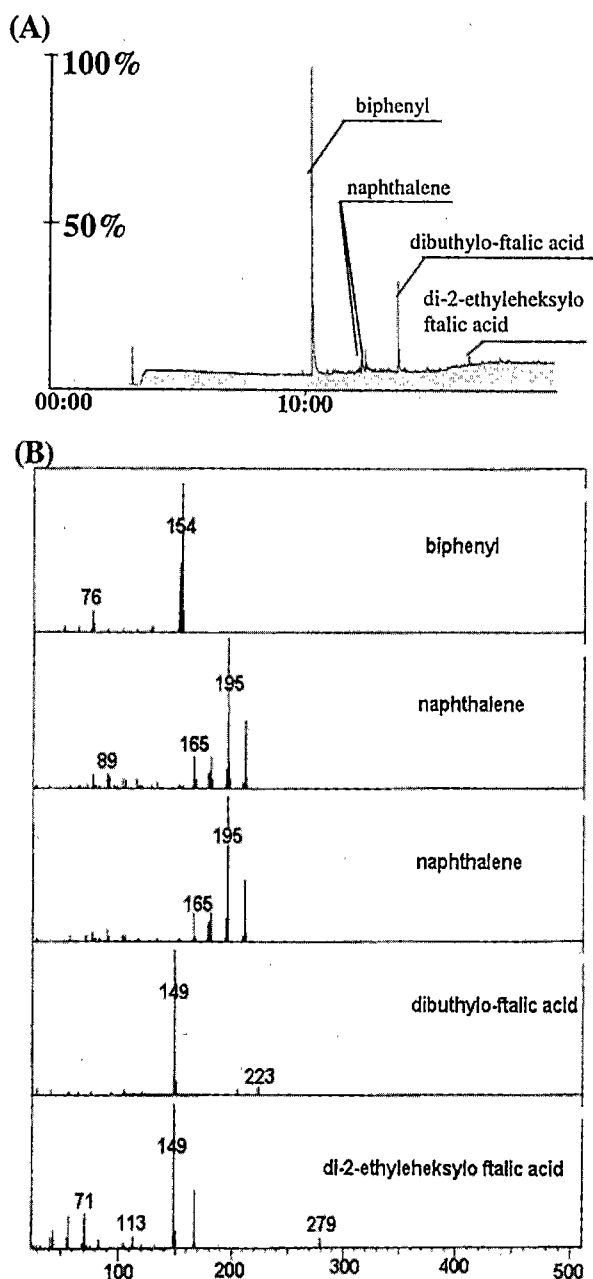 (A)
100%
biphenyl
naphthalene
50%
dibuthylo-ftalic acid
di-2-ethyleheksylo
ftalic acid
00:00
10:00
(B)
154
biphenyl
76
195
naphthalene
165
89
195
naphthalene
165
149
dibuthylo-ftalic acid
223
149
di-2-ethyleheksylo ftalic acid
71
113
279
100
200
300
400
500